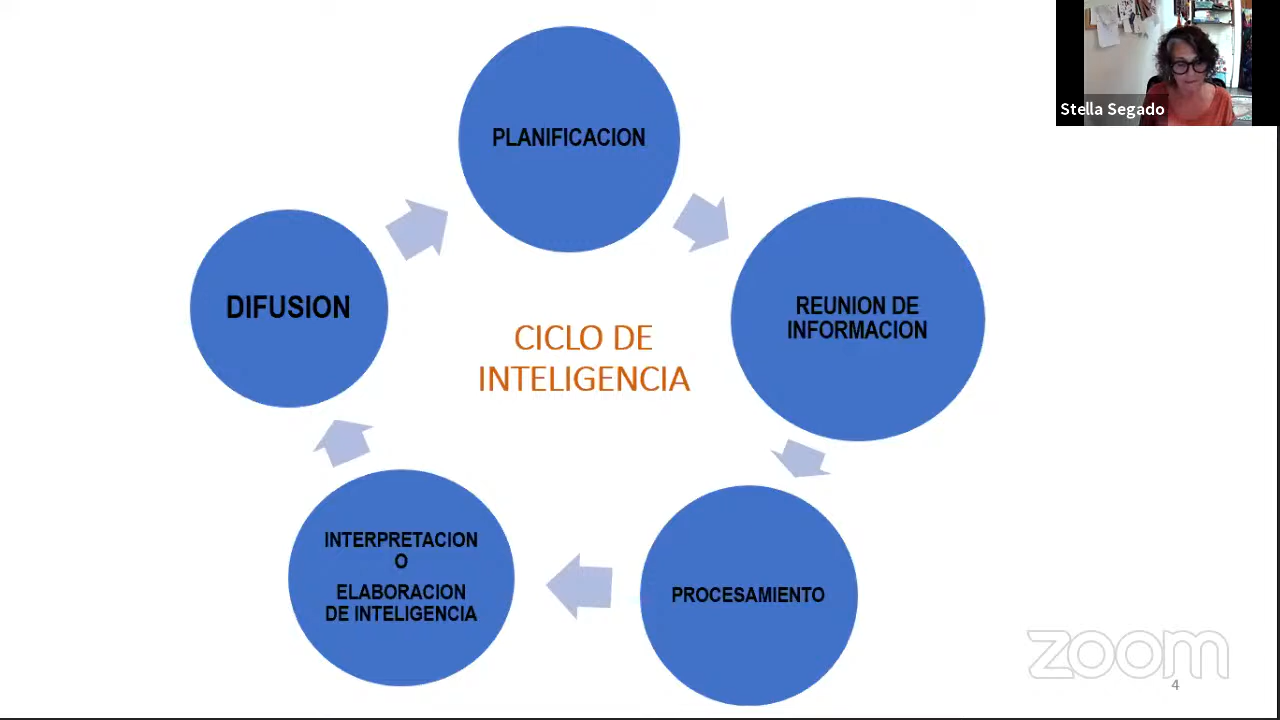 Stella Segado
PLANIFICACION
REUNION DE
INFORMACION
PROCESAMIENTO
INTERPRETACION
O
ELABORACION
DE INTELIGENCIA
DIFUSION
CICLO DE
INTELIGENCIA
zoom
4